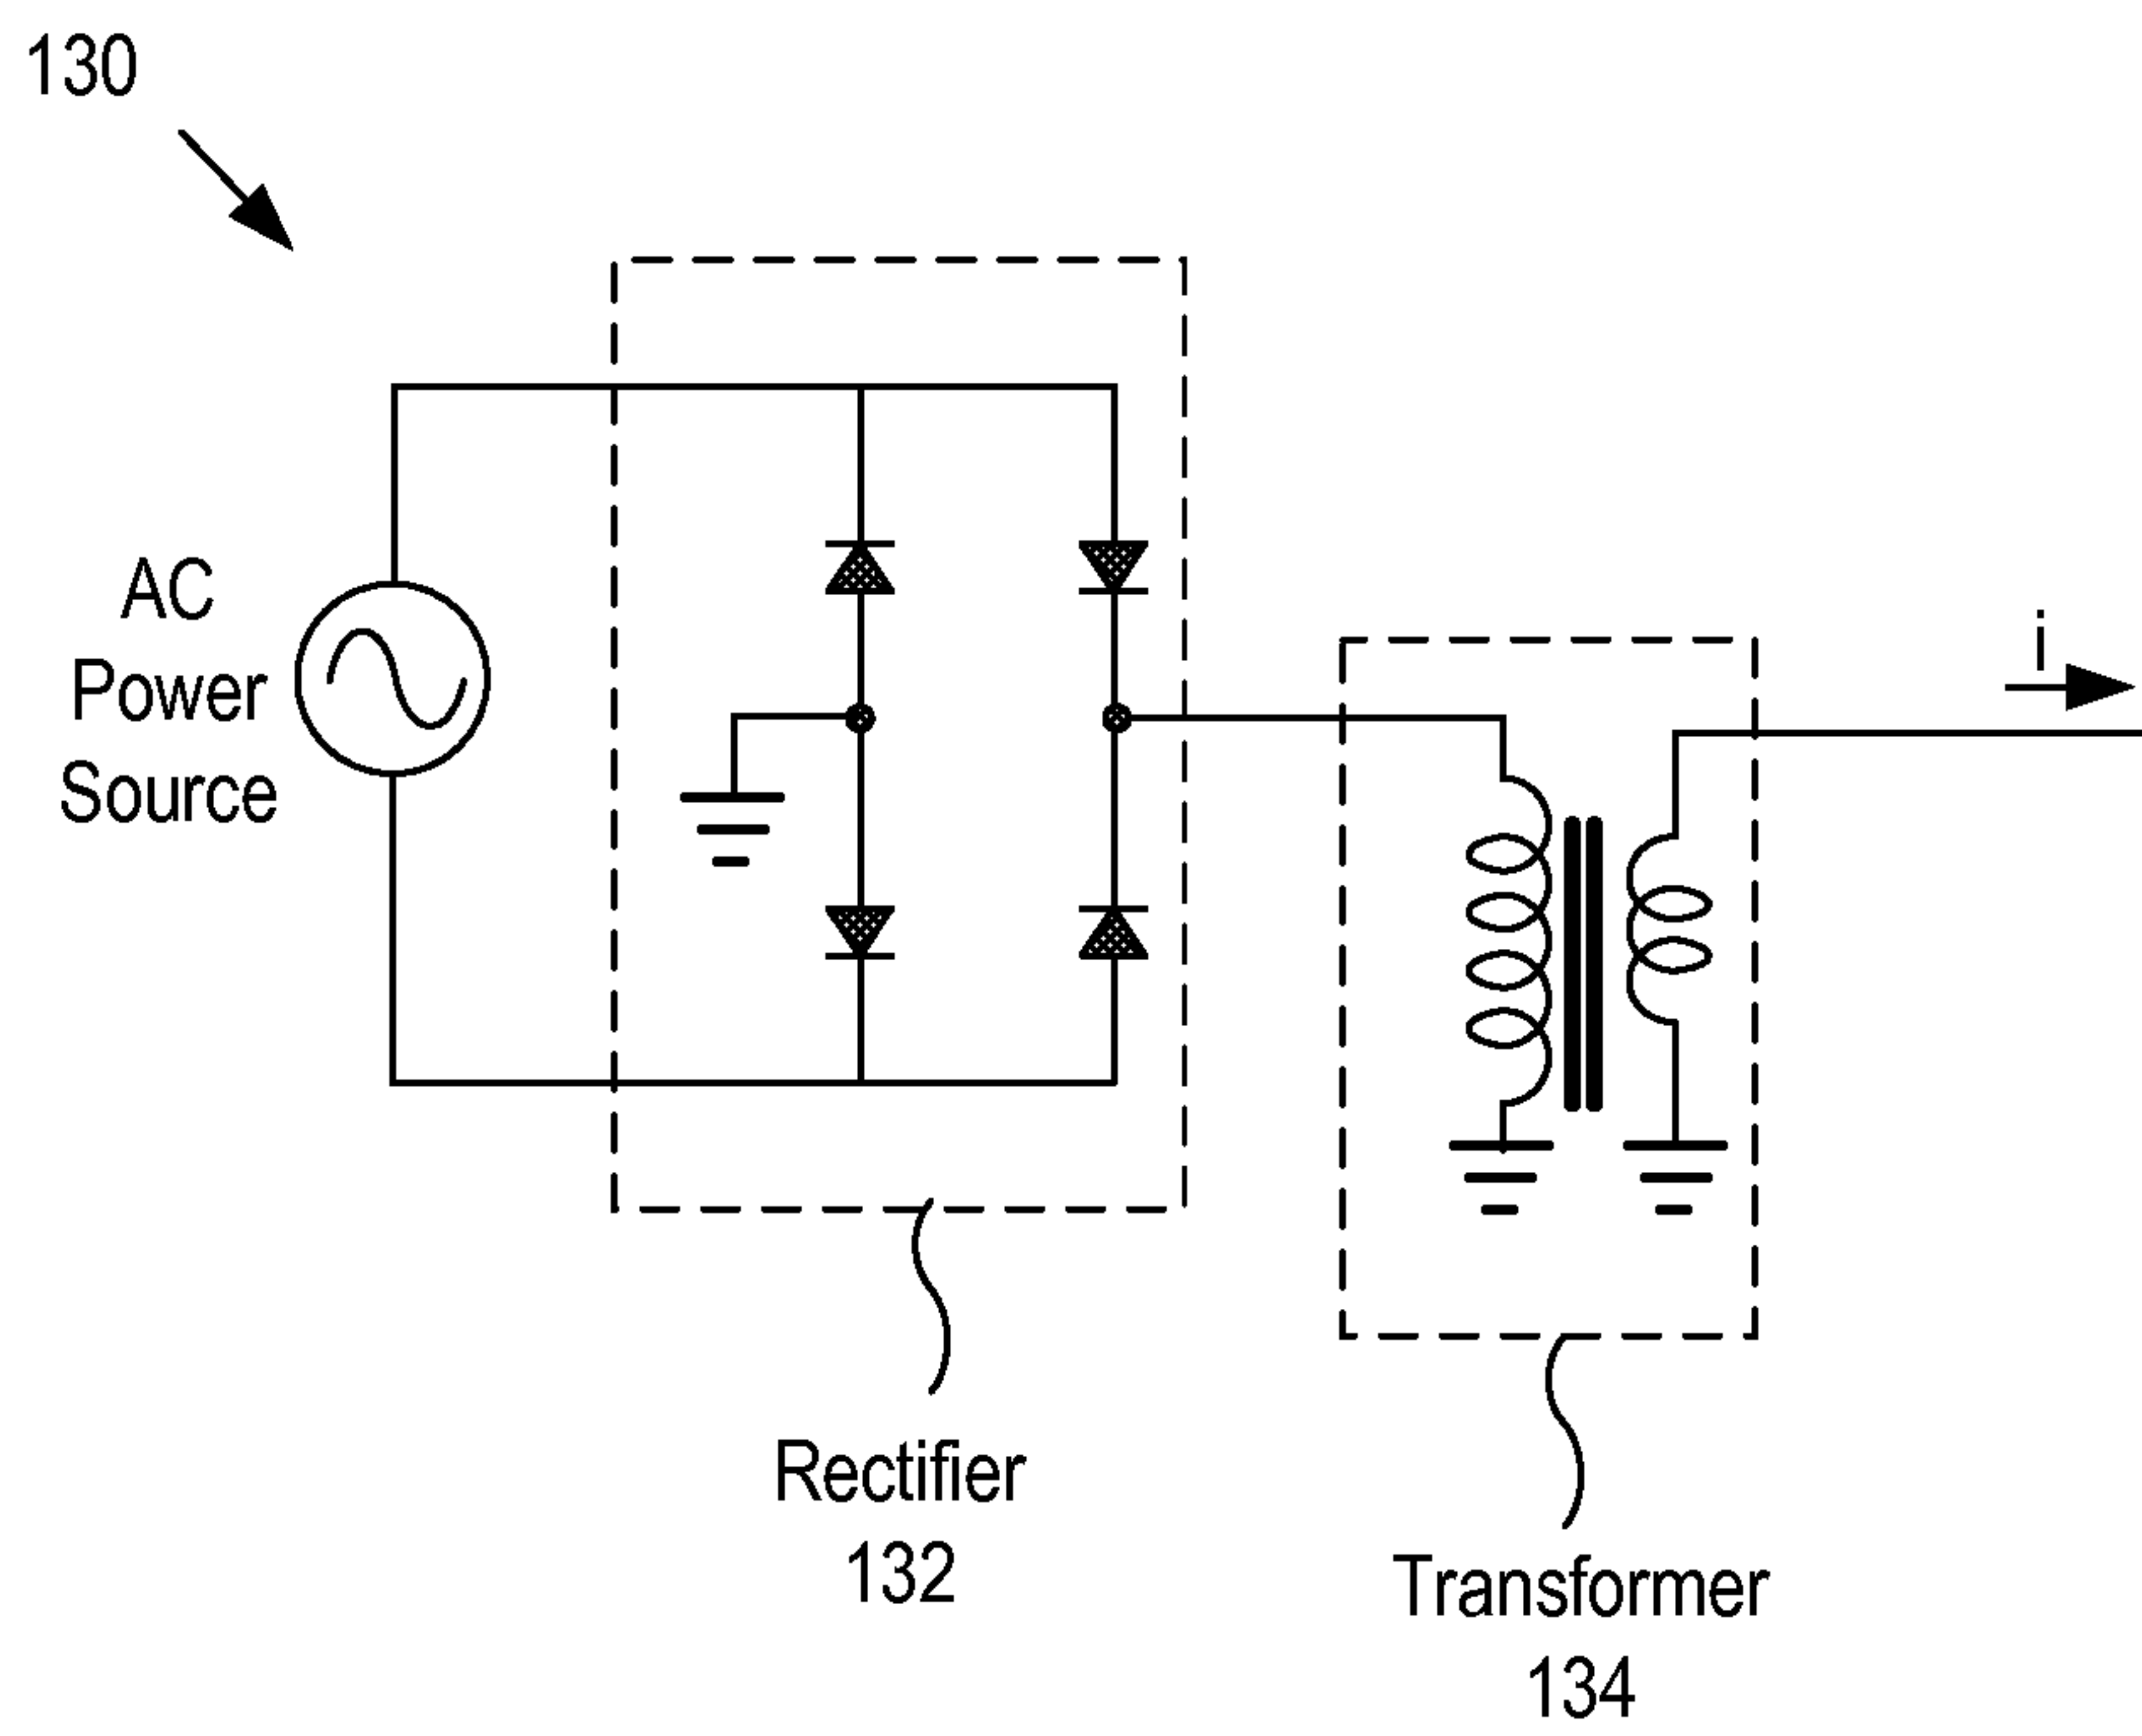 130
AC
Power
Source
i
Rectifier
132
Transformer
134